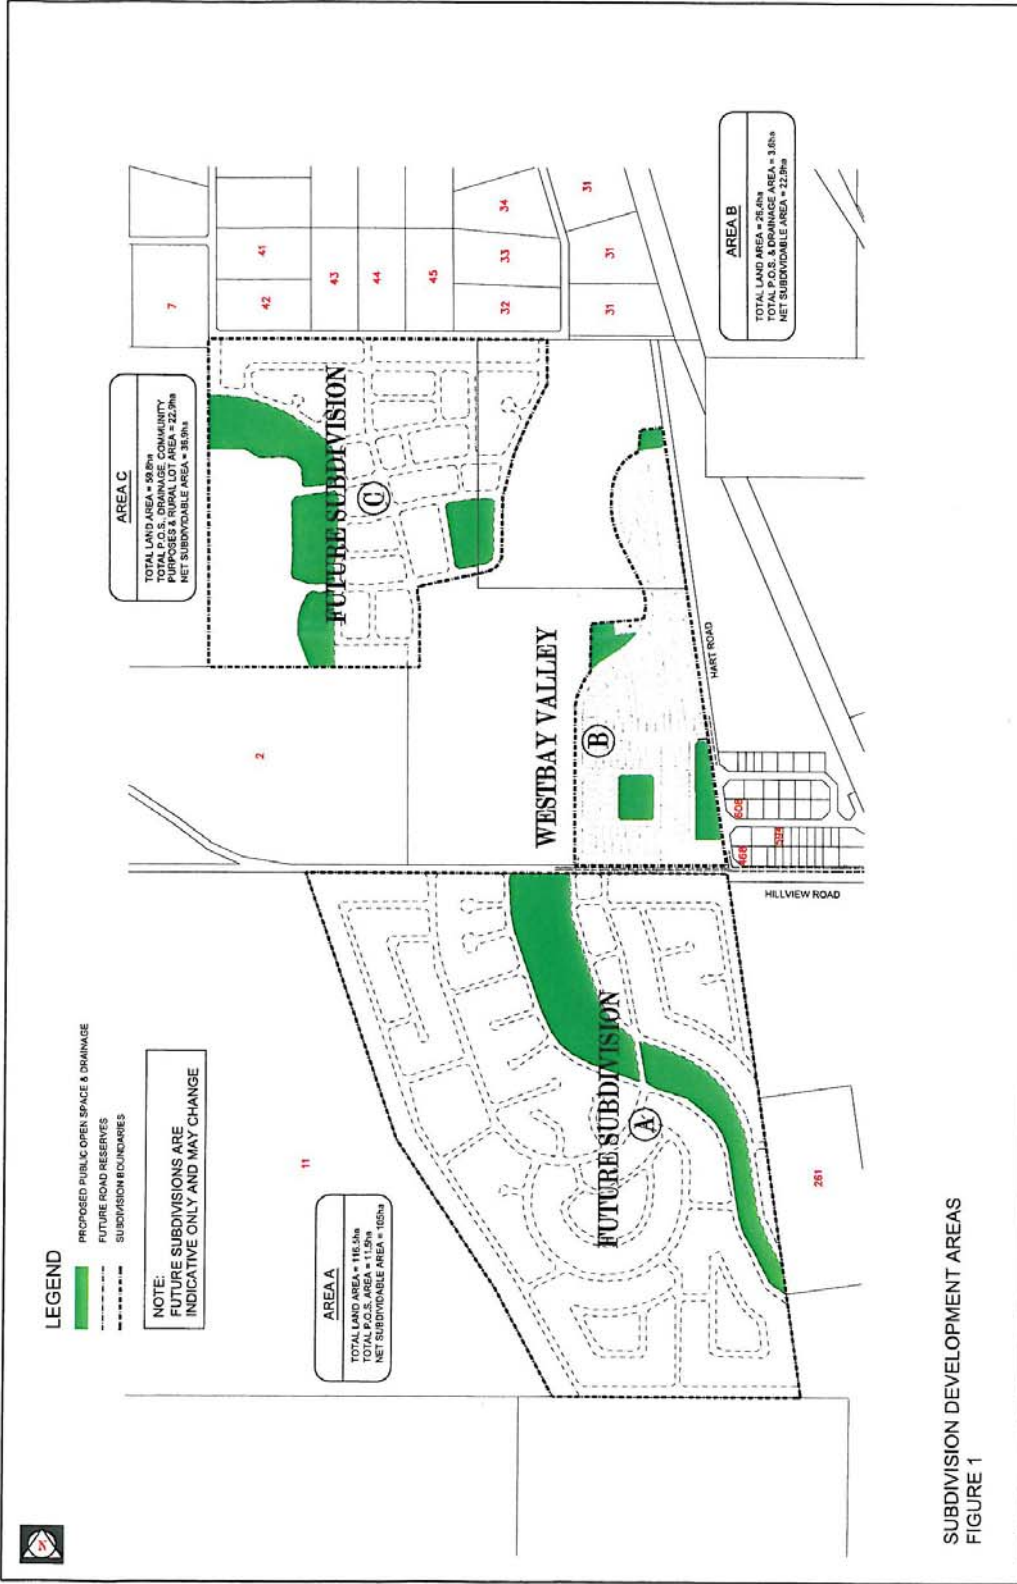 N
LEGEND
PROPOSED PUBLIC OPEN SPACE & DRAINAGE
FUTURE ROAD RESERVES
SUBDIVISION BOUNDARIES
NOTE:
FUTURE SUBDIVISIONS ARE
INDICATIVE ONLY AND MAY CHANGE
AREA A
TOTAL LAND AREA = 116.5ha
TOTAL P.O.S. AREA = 11.5ha
NET SUBDIVIDABLE AREA = 105ha
AREA C
TOTAL LAND AREA = 59.8ha
TOTAL P.O.S., DRAINAGE, COMMUNITY
PURPOSES & RURAL LOT AREA = 22.9ha
NET SUBDIVIDABLE AREA = 36.9ha
11
2
7
42
41
43
44
45
32
33
34
31
31
31
FUTURE SUBDIVISION
C
WESTBAY VALLEY
B
FUTURE SUBDIVISION
A
HART ROAD
HILLVIEW ROAD
468
608
594
261
AREA B
TOTAL LAND AREA = 26.4ha
TOTAL P.O.S. & DRAINAGE AREA = 3.6ha
NET SUBDIVIDABLE AREA = 22.9ha
SUBDIVISION DEVELOPMENT AREAS
FIGURE 1